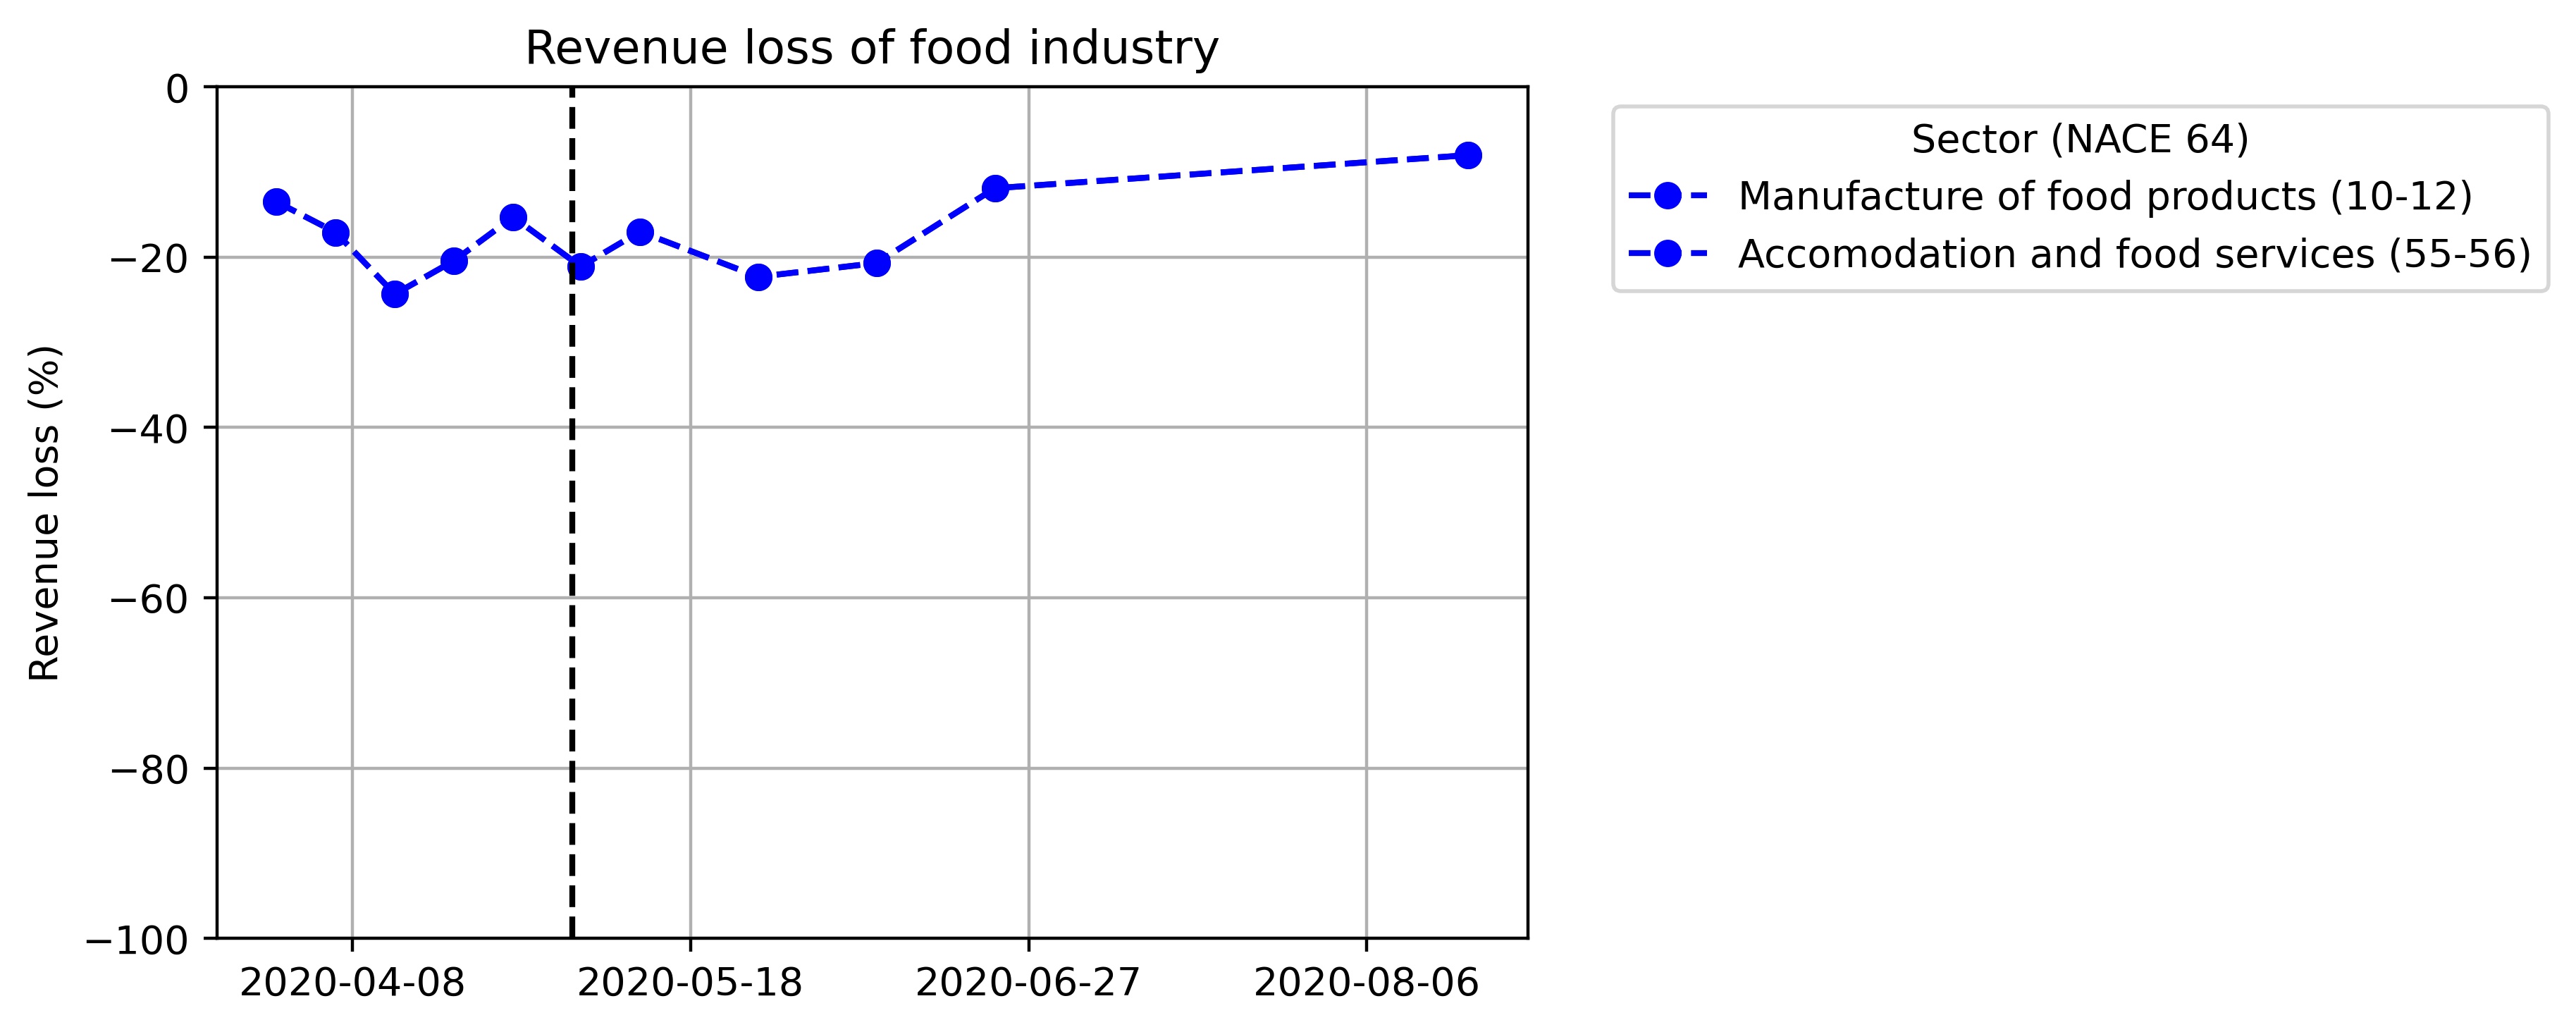 Revenue loss of food industry
Revenue loss (%)
0
−20
−40
−60
−80
−100
2020-04-08
2020-05-18
2020-06-27
2020-08-06
Sector (NACE 64)
Manufacture of food products (10-12)
Accomodation and food services (55-56)